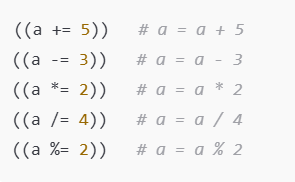 ((a += 5))   # a = a + 5
((a -= 3))   # a = a - 3
((a *= 2))   # a = a * 2
((a /= 4))   # a = a / 4
((a %= 2))   # a = a % 2